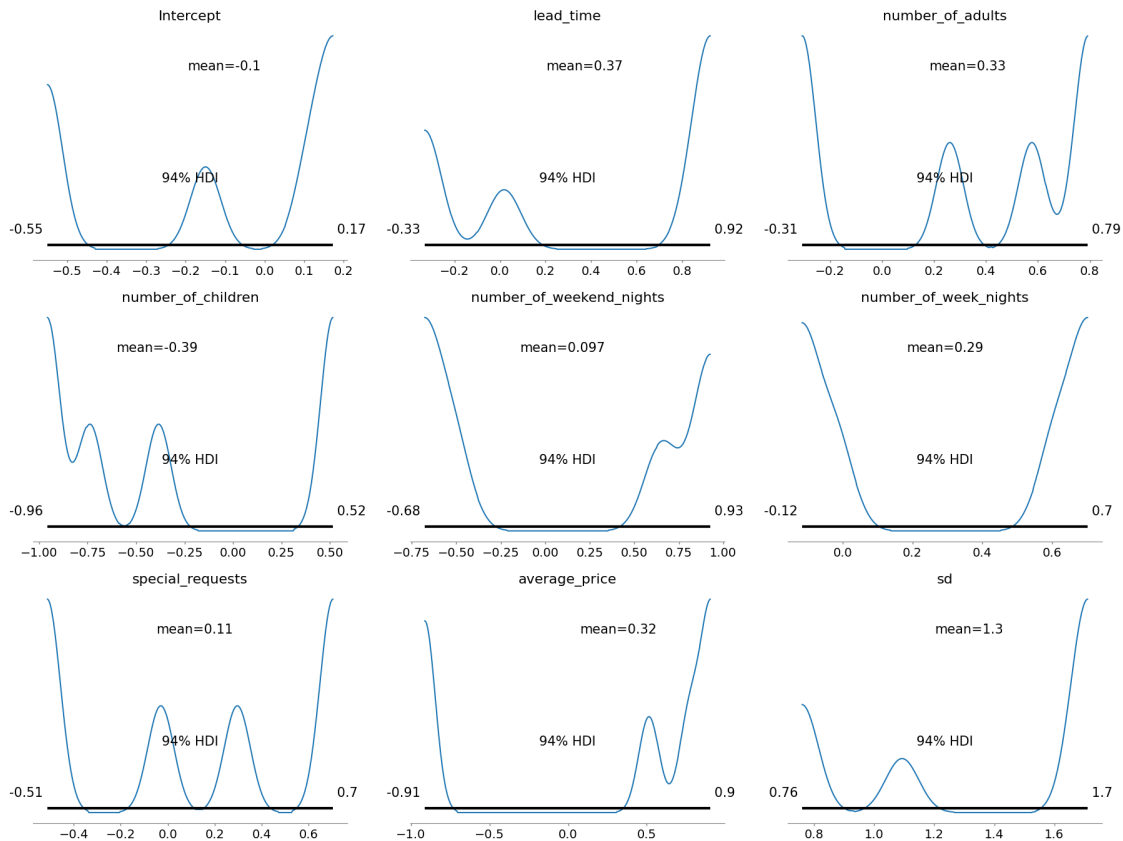 Intercept
mean=-0.1
94% HDI
-0.55
0.17
−0.5 −0.4 −0.3 −0.2 −0.1 0.0 0.1 0.2
lead_time
mean=0.37
94% HDI
-0.33
0.92
−0.2 0.0 0.2 0.4 0.6 0.8
number_of_adults
mean=0.33
94% HDI
-0.31
0.79
−0.2 0.0 0.2 0.4 0.6 0.8
number_of_children
mean=-0.39
94% HDI
-0.96
0.52
−1.00 −0.75 −0.50 −0.25 0.00 0.25 0.50
number_of_weekend_nights
mean=0.097
94% HDI
-0.68
0.93
−0.75 −0.50 −0.25 0.00 0.25 0.50 0.75 1.00
number_of_week_nights
mean=0.29
94% HDI
-0.12
0.7
0.0 0.2 0.4 0.6
special_requests
mean=0.11
94% HDI
-0.51
0.7
−0.4 −0.2 0.0 0.2 0.4 0.6
average_price
mean=0.32
94% HDI
-0.91
0.9
−1.0 −0.5 0.0 0.5
sd
mean=1.3
94% HDI
0.76
1.7
0.8 1.0 1.2 1.4 1.6